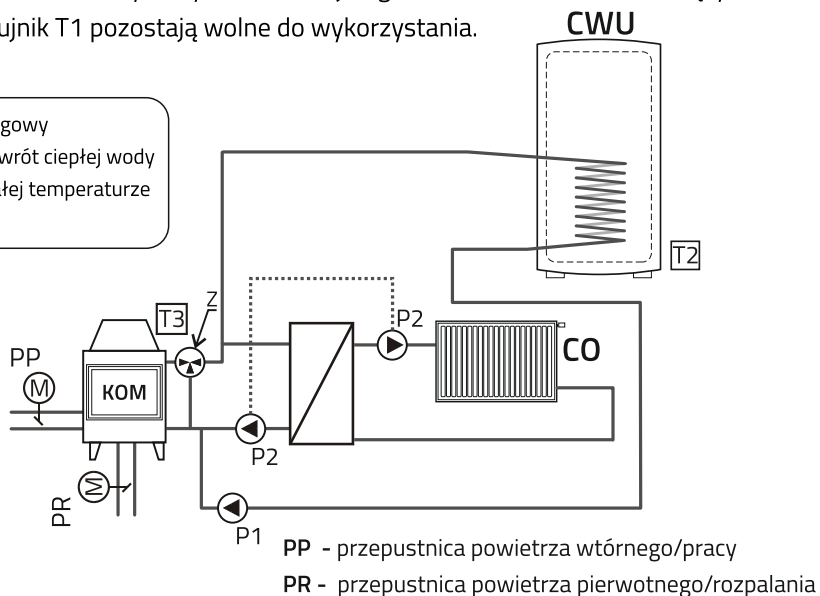 CWU
ujnik T1 pozostają wolne do wykorzystania.
gowy
wrót ciepłej wody
ałej temperaturze
T2
T3
Z
P2
PP
M
KOM
CO
P2
M
PR
P1
PP - przepustnica powietrza wtórnego/pracy
PR - przepustnica powietrza pierwotnego/rozpalania